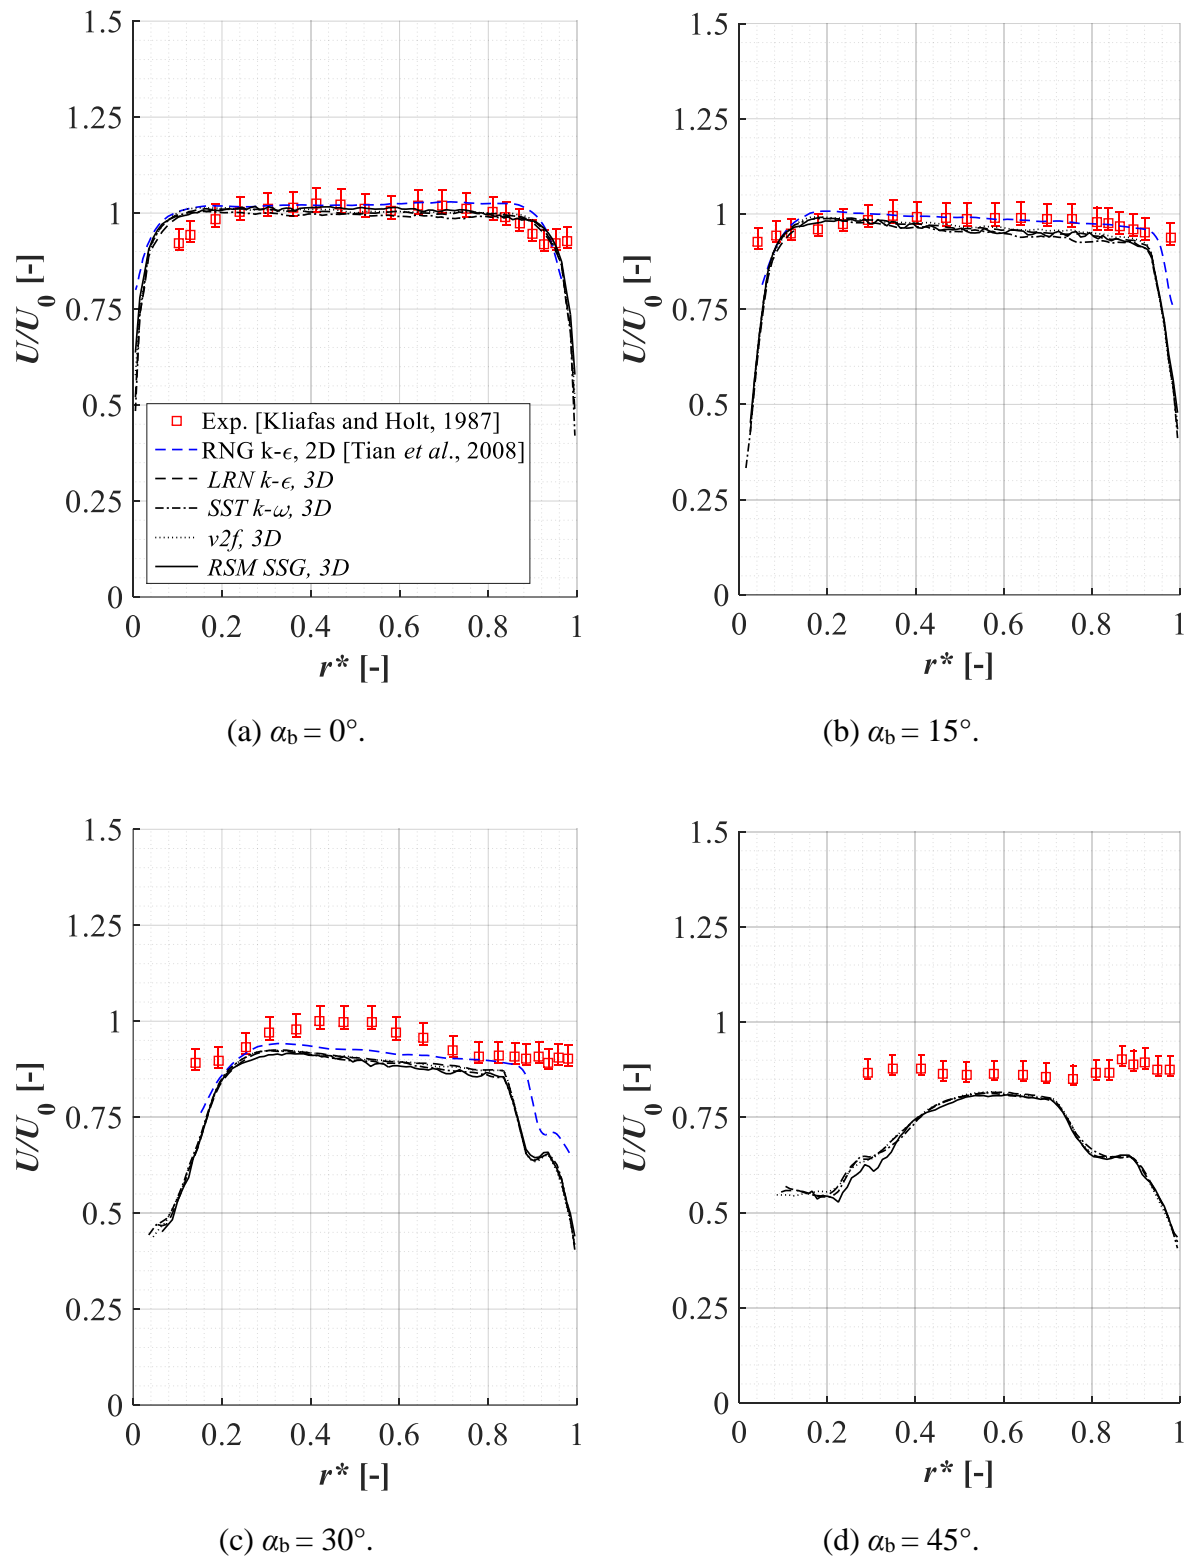 1.5
1.25
1
0.75
0.5
0.25
0
U/U0 [-]
Exp. [Kliafas and Holt, 1987]
RNG k-ϵ, 2D [Tian et al., 2008]
LRN k-ϵ, 3D
SST k-ω, 3D
v2f, 3D
RSM SSG, 3D
0 0.2 0.4 0.6 0.8 1
r* [-]
(a) αb = 0°.
1.5
1.25
1
0.75
0.5
0.25
0
U/U0 [-]
0 0.2 0.4 0.6 0.8 1
r* [-]
(b) αb = 15°.
1.5
1.25
1
0.75
0.5
0.25
0
U/U0 [-]
0 0.2 0.4 0.6 0.8 1
r* [-]
(c) αb = 30°.
1.5
1.25
1
0.75
0.5
0.25
0
U/U0 [-]
0 0.2 0.4 0.6 0.8 1
r* [-]
(d) αb = 45°.